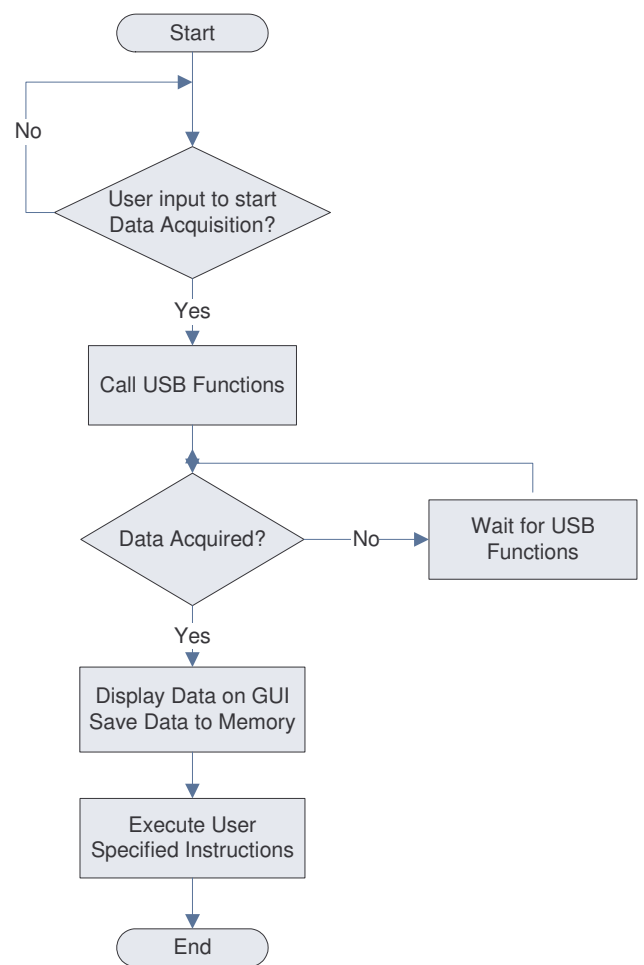 Start
No
User input to start
Data Acquisition?
Yes
Call USB Functions
Data Acquired?
No
Wait for USB
Functions
Yes
Display Data on GUI
Save Data to Memory
Execute User
Specified Instructions
End